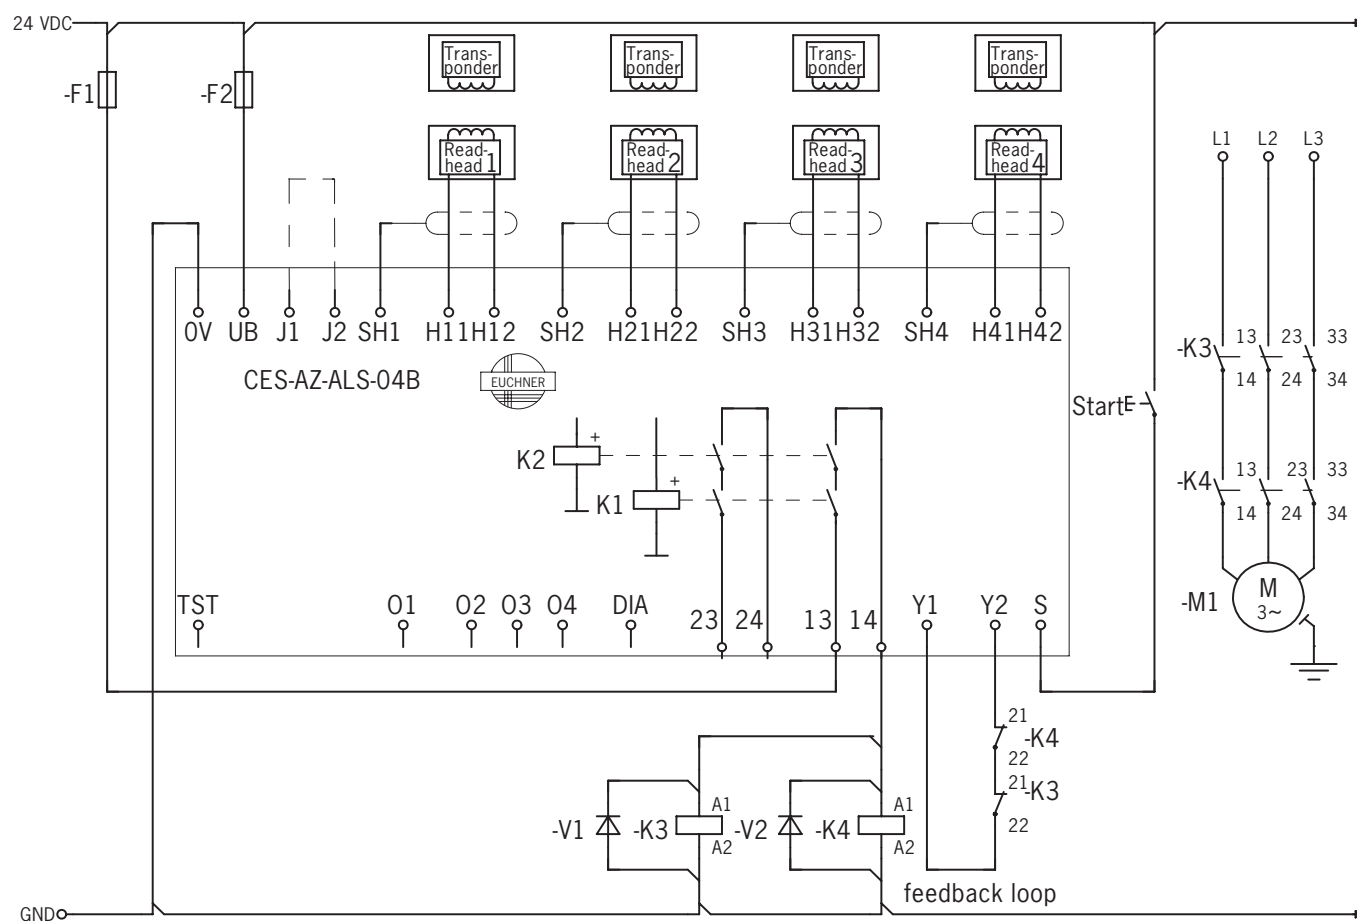 24 VDC
-F1
-F2
Trans-
ponder
Trans-
ponder
Trans-
ponder
Trans-
ponder
Read-
head 1
Read-
head 2
Read-
head 3
Read-
head 4
L1 L2 L3
0V UB J1 J2 SH1 H11 H12 SH2 H21 H22 SH3 H31 H32 SH4 H41 H42
CES-AZ-ALS-04B
EUCHNER
-K3
13 23 33
14 24 34
Start
K2 +
K1 +
-K4
13 23 33
14 24 34
TST O1 O2 O3 O4 DIA 23 24 13 14 Y1 Y2 S
-M1
M
3~
21
-K4
22
21
-K3
22
-V1
-K3
A1
A2
-V2
-K4
A1
A2
feedback loop
GND